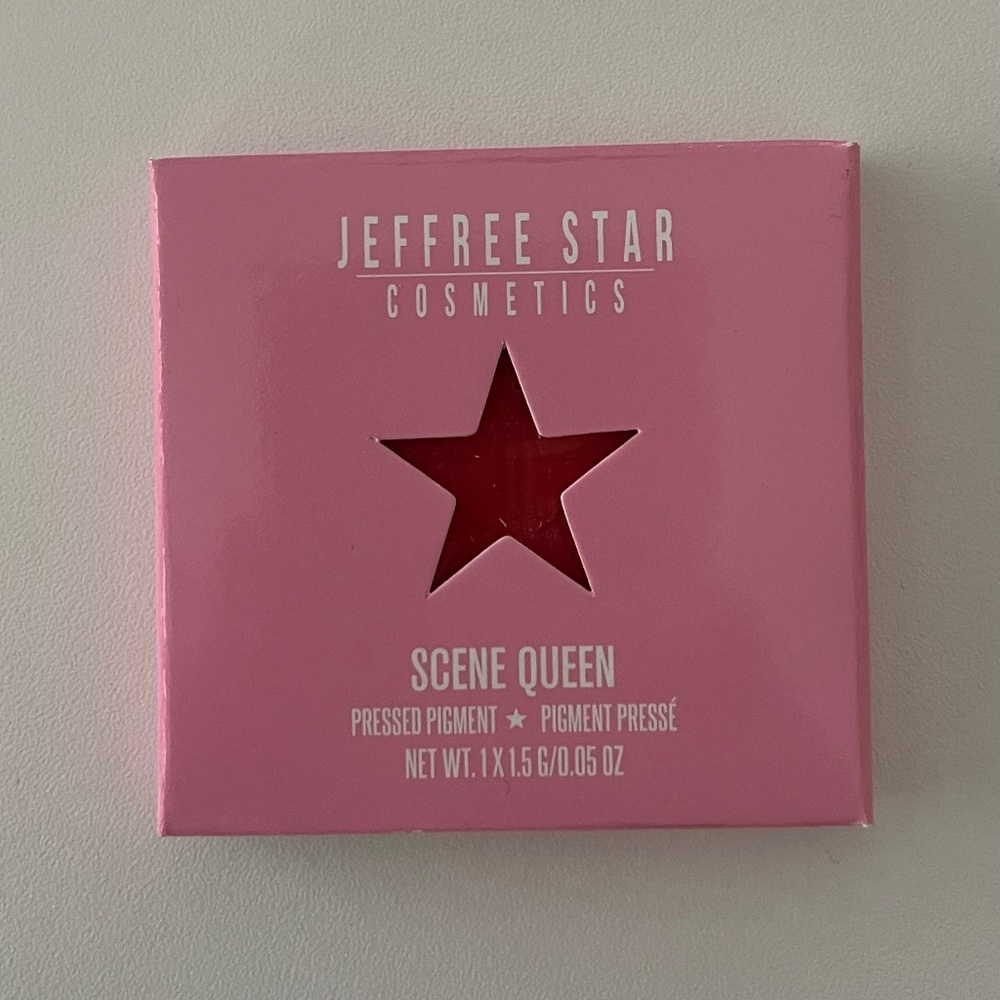 JEFFREE STAR
COSMETICS
SCENE QUEEN
PRESSED PIGMENT ★ PIGMENT PRESSÉ
NET WT. 1 X 1.5 G/0.05 OZ